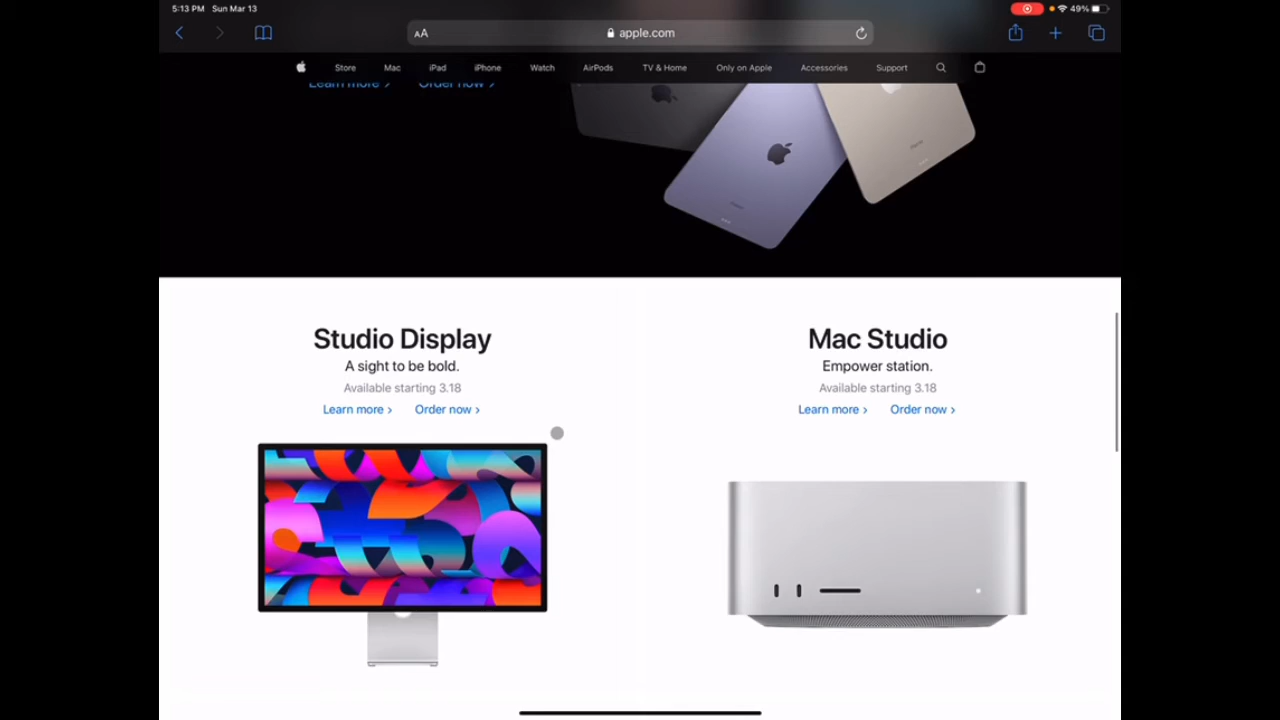 5:13 PM Sun Mar 13
49%
AA
apple.com
Store Mac iPad iPhone Watch AirPods TV & Home Only on Apple Accessories Support
Learn more > Order now >
Studio Display
A sight to be bold.
Available starting 3.18
Learn more > Order now >
Mac Studio
Empower station.
Available starting 3.18
Learn more > Order now >